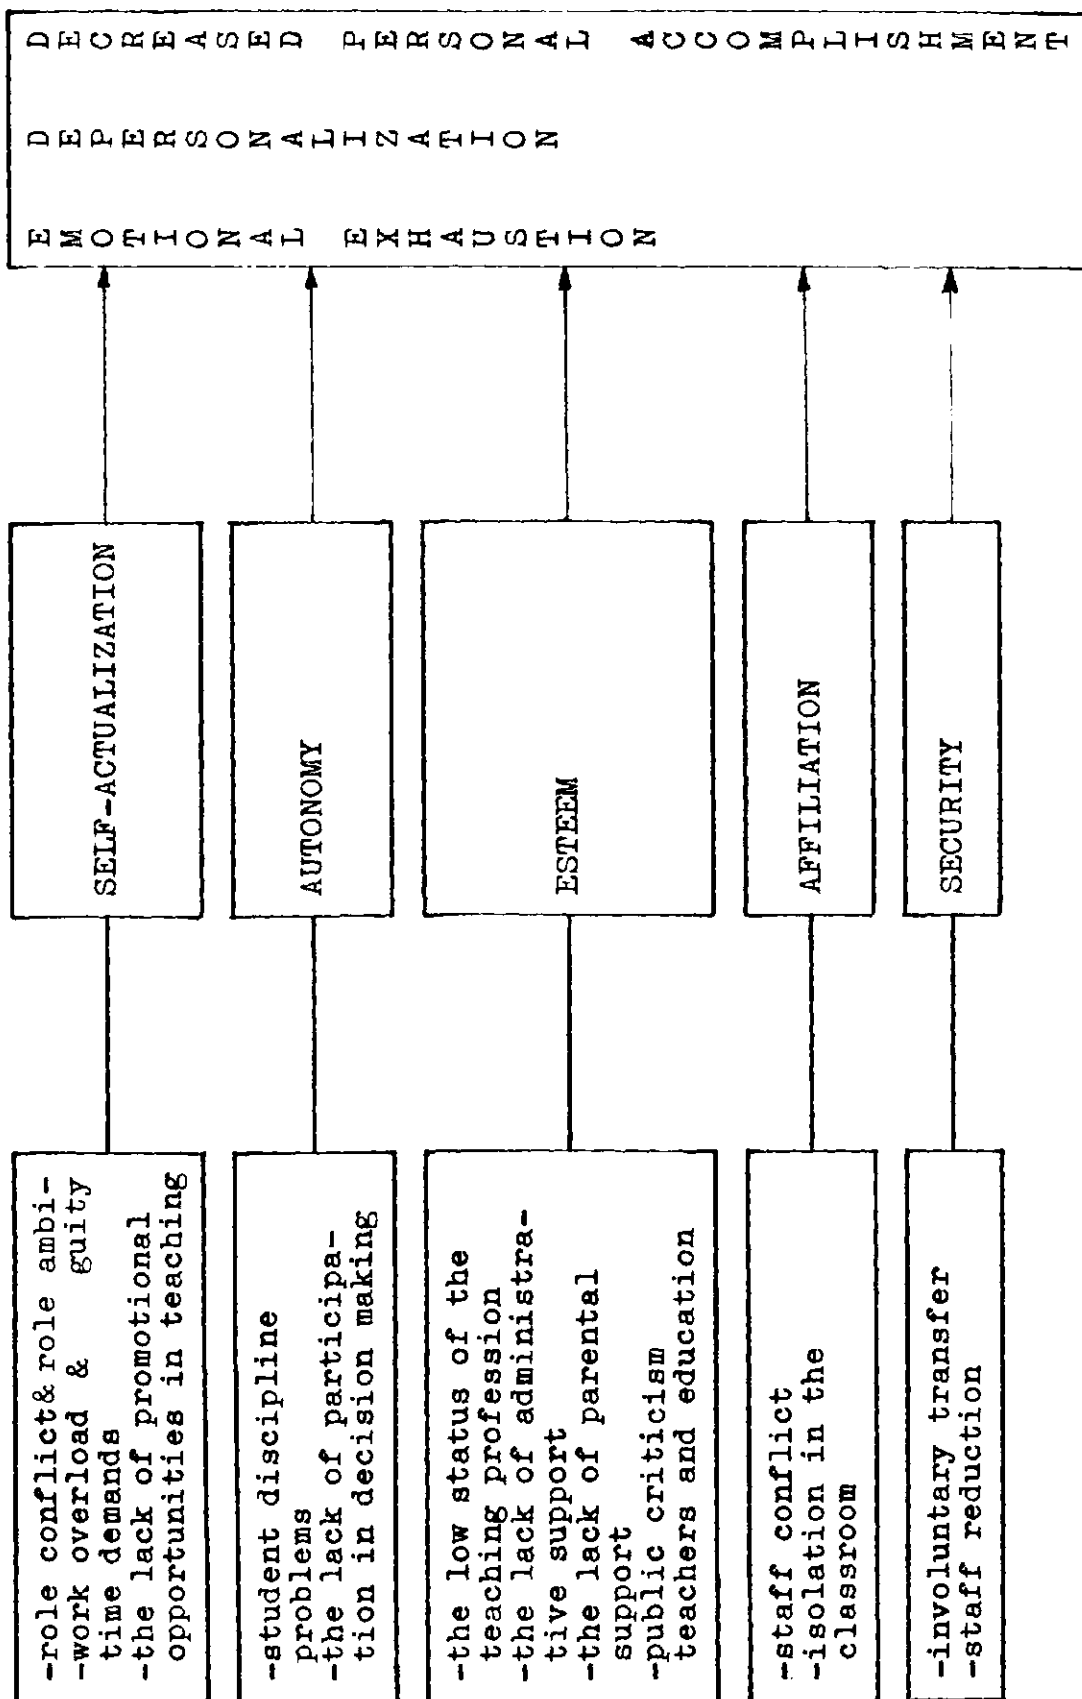 -role conflict& role ambi-
-work overload & guity
time demands
-the lack of promotional
opportunities in teaching
SELF-ACTUALIZATION
-student discipline
problems
-the lack of participa-
tion in decision making
AUTONOMY
-the low status of the
teaching profession
-the lack of administra-
tive support
-the lack of parental
support
-public criticism
teachers and education
ESTEEM
-staff conflict
-isolation in the
classroom
AFFILIATION
-involuntary transfer
-staff reduction
SECURITY
EMOTIONAL EXHAUSTION
DEPERSONALIZATION
DECREASED PERSONAL ACCOMPLISHMENT